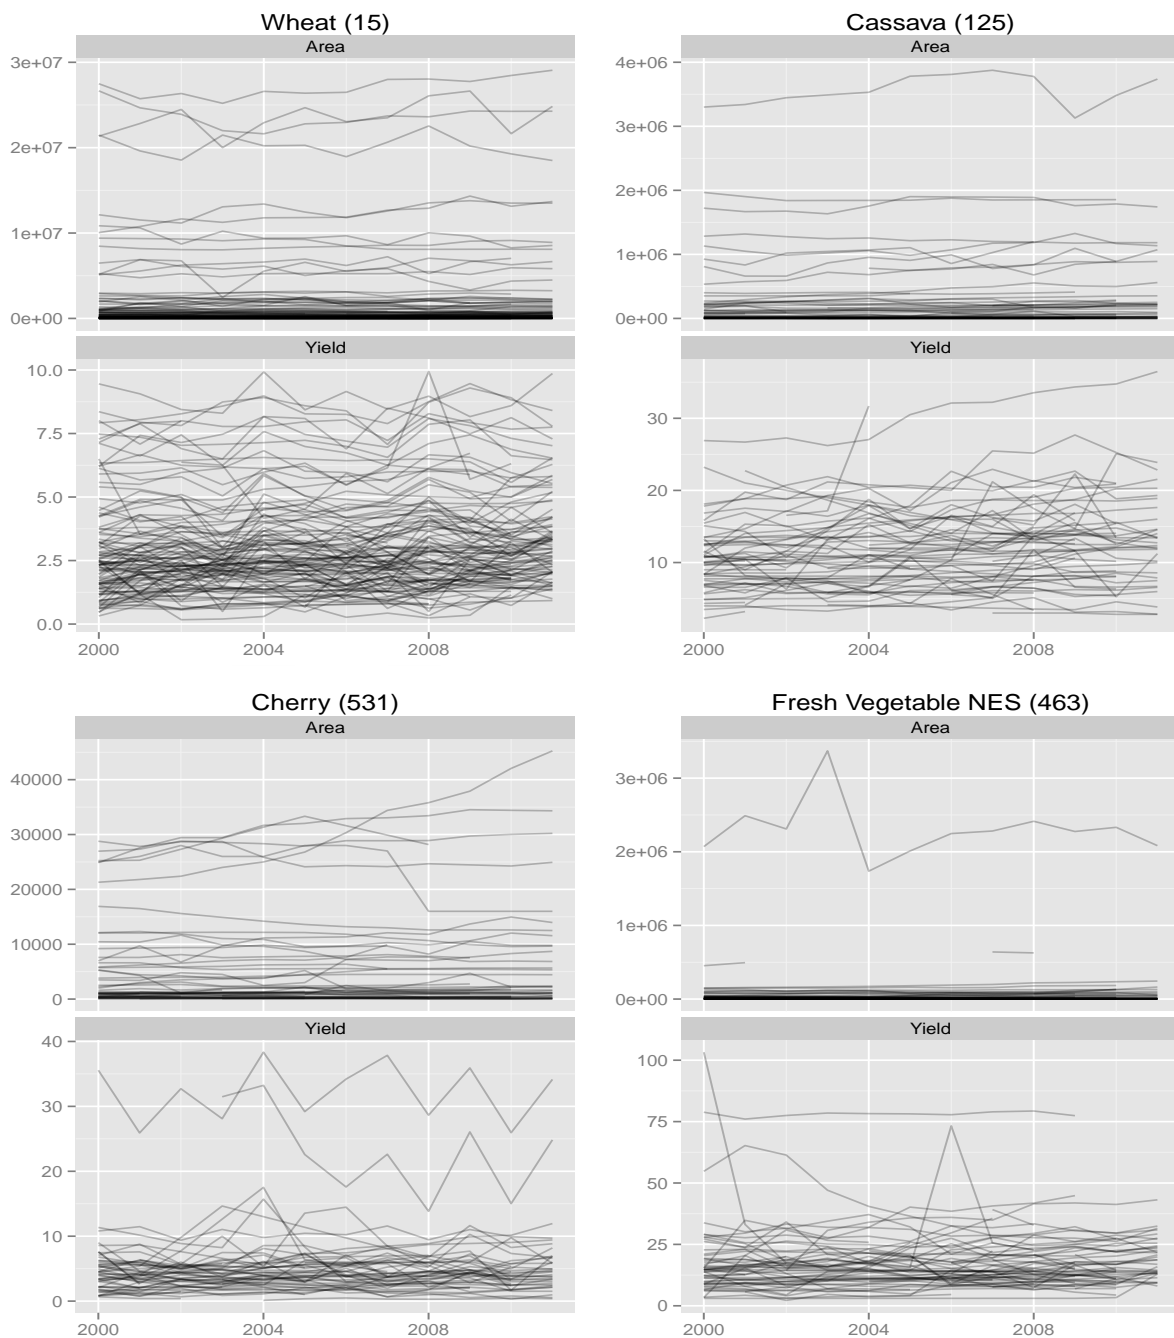 Wheat (15)
Area
3e+07
2e+07
1e+07
0e+00
Yield
10.0
7.5
5.0
2.5
0.0
2000 2004 2008
Cassava (125)
Area
4e+06
3e+06
2e+06
1e+06
0e+00
Yield
30
20
10
2000 2004 2008
Cherry (531)
Area
40000
30000
20000
10000
0
Yield
40
30
20
10
0
2000 2004 2008
Fresh Vegetable NES (463)
Area
3e+06
2e+06
1e+06
0e+00
Yield
100
75
50
25
0
2000 2004 2008